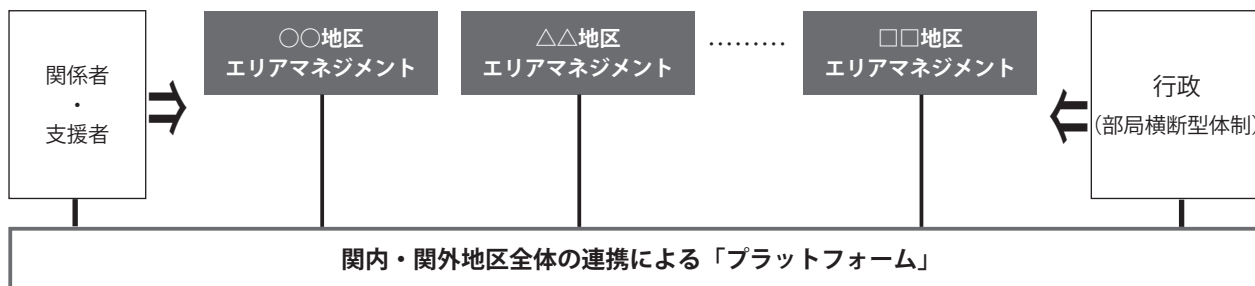 関係者
・
支援者
○○地区
エリアマネジメント
△△地区
エリアマネジメント
………
□□地区
エリアマネジメント
行政
（部局横断型体制）
関内・関外地区全体の連携による「プラットフォーム」